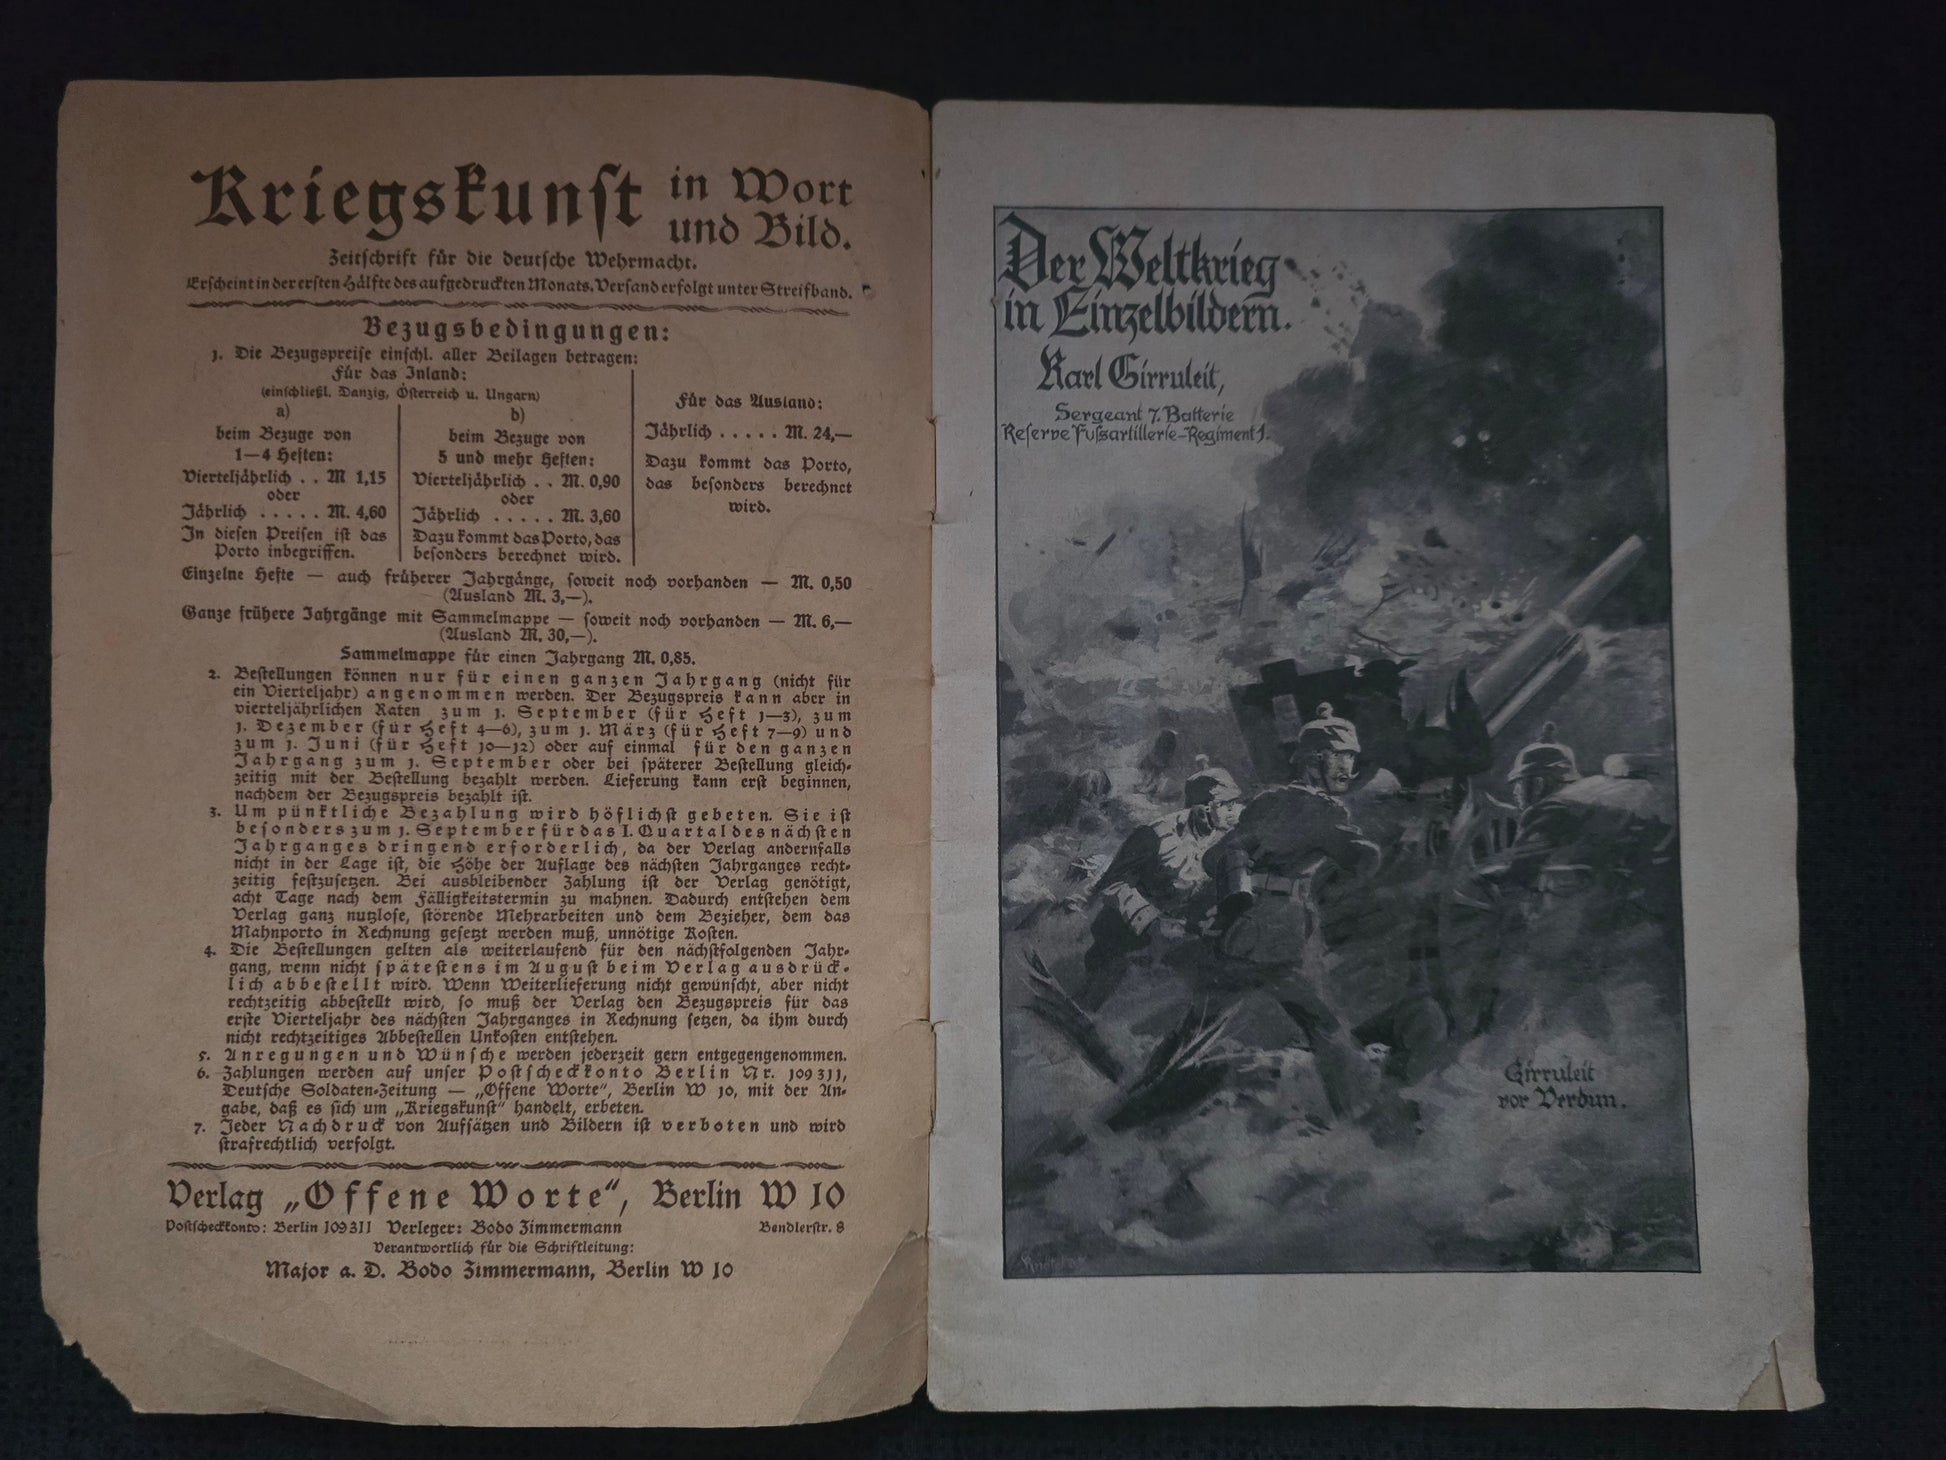 Kriegskunst in Wort
und Bild.
Zeitschrift für die deutsche Wehrmacht.
Erscheint in der ersten Hälfte des aufgedruckten Monats. Versand erfolgt unter Streifband.
Bezugsbedingungen:
1. Die Bezugspreise einschl. aller Beilagen betragen:
Für das Inland:
(einschließl. Danzig, Österreich u. Ungarn)
a)
beim Bezuge von
1—4 Heften:
Vierteljährlich . . M 1,15
oder
Jährlich . . . . . M. 4,60
In diesen Preisen ist das
Porto inbegriffen.
b)
beim Bezuge von
5 und mehr Heften:
Vierteljährlich . . M. 0,90
oder
Jährlich . . . . . M. 3,60
Dazu kommt das Porto, das
besonders berechnet wird.
Für das Ausland:
Jährlich . . . . . M. 24,—
Dazu kommt das Porto,
das besonders berechnet
wird.
Einzelne Hefte — auch früherer Jahrgänge, soweit noch vorhanden — M. 0,50
(Ausland M. 3,—).
Ganze frühere Jahrgänge mit Sammelmappe — soweit noch vorhanden — M. 6,—
(Ausland M. 30,—).
Sammelmappe für einen Jahrgang M. 0,85.
2. Bestellungen können nur für einen ganzen Jahrgang (nicht für
ein Vierteljahr) angenommen werden. Der Bezugspreis kann aber in
vierteljährlichen Raten zum 1. September (für Heft 1—3), zum
1. Dezember (für Heft 4—6), zum 1. März (für Heft 7—9) und
zum 1. Juni (für Heft 10—12) oder auf einmal für den ganzen
Jahrgang zum 1. September oder bei späterer Bestellung gleich-
zeitig mit der Bestellung bezahlt werden. Lieferung kann erst beginnen,
nachdem der Bezugspreis bezahlt ist.
3. Um pünktliche Bezahlung wird höflichst gebeten. Sie ist
besonders zum 1. September für das I. Quartal des nächsten
Jahrganges dringend erforderlich, da der Verlag andernfalls
nicht in der Lage ist, die Höhe der Auflage des nächsten Jahrganges recht-
zeitig festzusetzen. Bei ausbleibender Zahlung ist der Verlag genötigt,
acht Tage nach dem Fälligkeitstermin zu mahnen. Dadurch entstehen dem
Verlag ganz nutzlose, störende Mehrarbeiten und dem Bezieher, dem das
Mahnporto in Rechnung gesetzt werden muß, unnötige Kosten.
4. Die Bestellungen gelten als weiterlaufend für den nächstfolgenden Jahr-
gang, wenn nicht spätestens im August beim Verlag ausdrück-
lich abbestellt wird. Wenn Weiterlieferung nicht gewünscht, aber nicht
rechtzeitig abbestellt wird, so muß der Verlag den Bezugspreis für das
erste Vierteljahr des nächsten Jahrganges in Rechnung setzen, da ihm durch
nicht rechtzeitiges Abbestellen Unkosten entstehen.
5. Anregungen und Wünsche werden jederzeit gern entgegengenommen.
6. Zahlungen werden auf unser Postscheckkonto Berlin Nr. 109311,
Deutsche Soldaten-Zeitung — „Offene Worte“, Berlin W 10, mit der An-
gabe, daß es sich um „Kriegskunst“ handelt, erbeten.
7. Jeder Nachdruck von Aufsätzen und Bildern ist verboten und wird
strafrechtlich verfolgt.
Verlag „Offene Worte“, Berlin W 10
Postscheckkonto: Berlin 109311 Verleger: Bodo Zimmermann Bendlerstr. 8
Verantwortlich für die Schriftleitung:
Major a. D. Bodo Zimmermann, Berlin W 10
Der Weltkrieg
in Einzelbildern.
Karl Girruleit,
Sergeant 7. Batterie
Reserve Fussartillerie-Regiment 1.
Girruleit
vor Verdun.